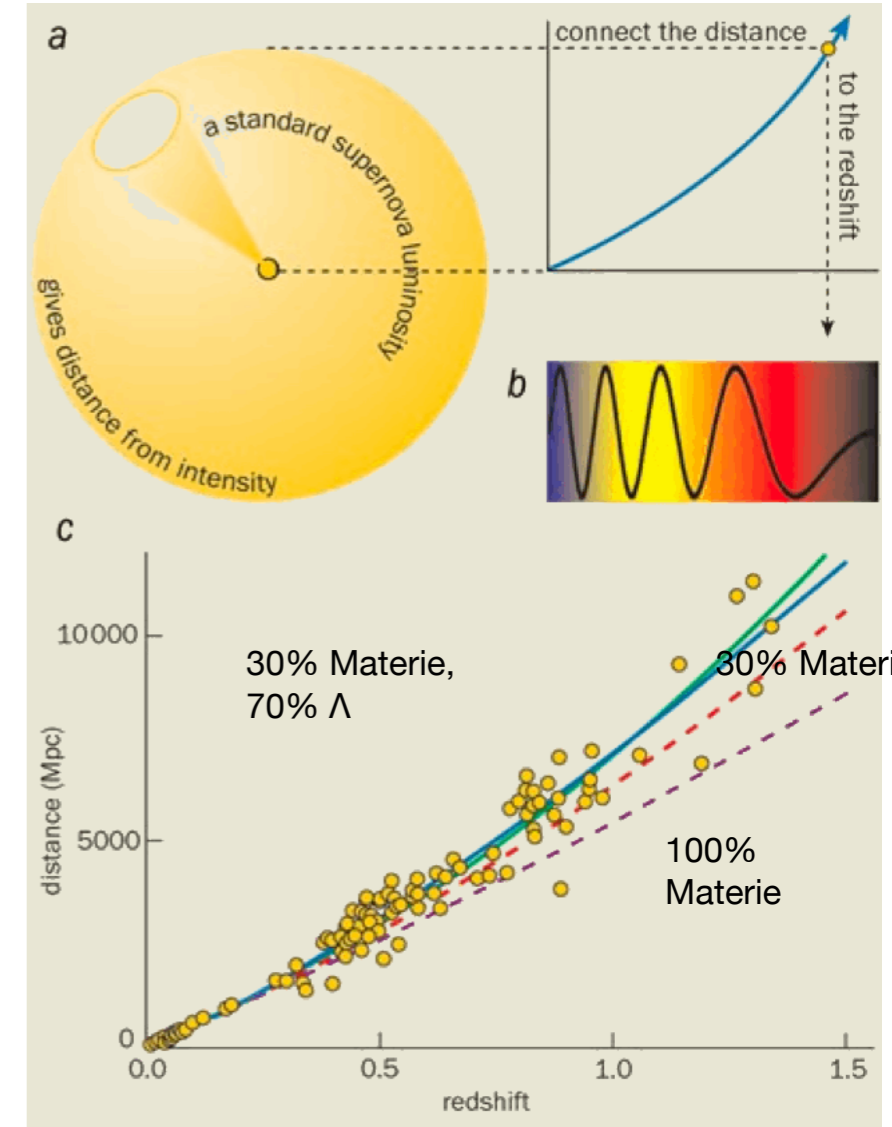 a
a standard supernova luminosity
gives distance from intensity
connect the distance
to the redshift
b
c
10000
5000
0
distance (Mpc)
30% Materie,
70% Λ
30% Materi
100%
Materie
0.0 0.5 1.0 1.5
redshift